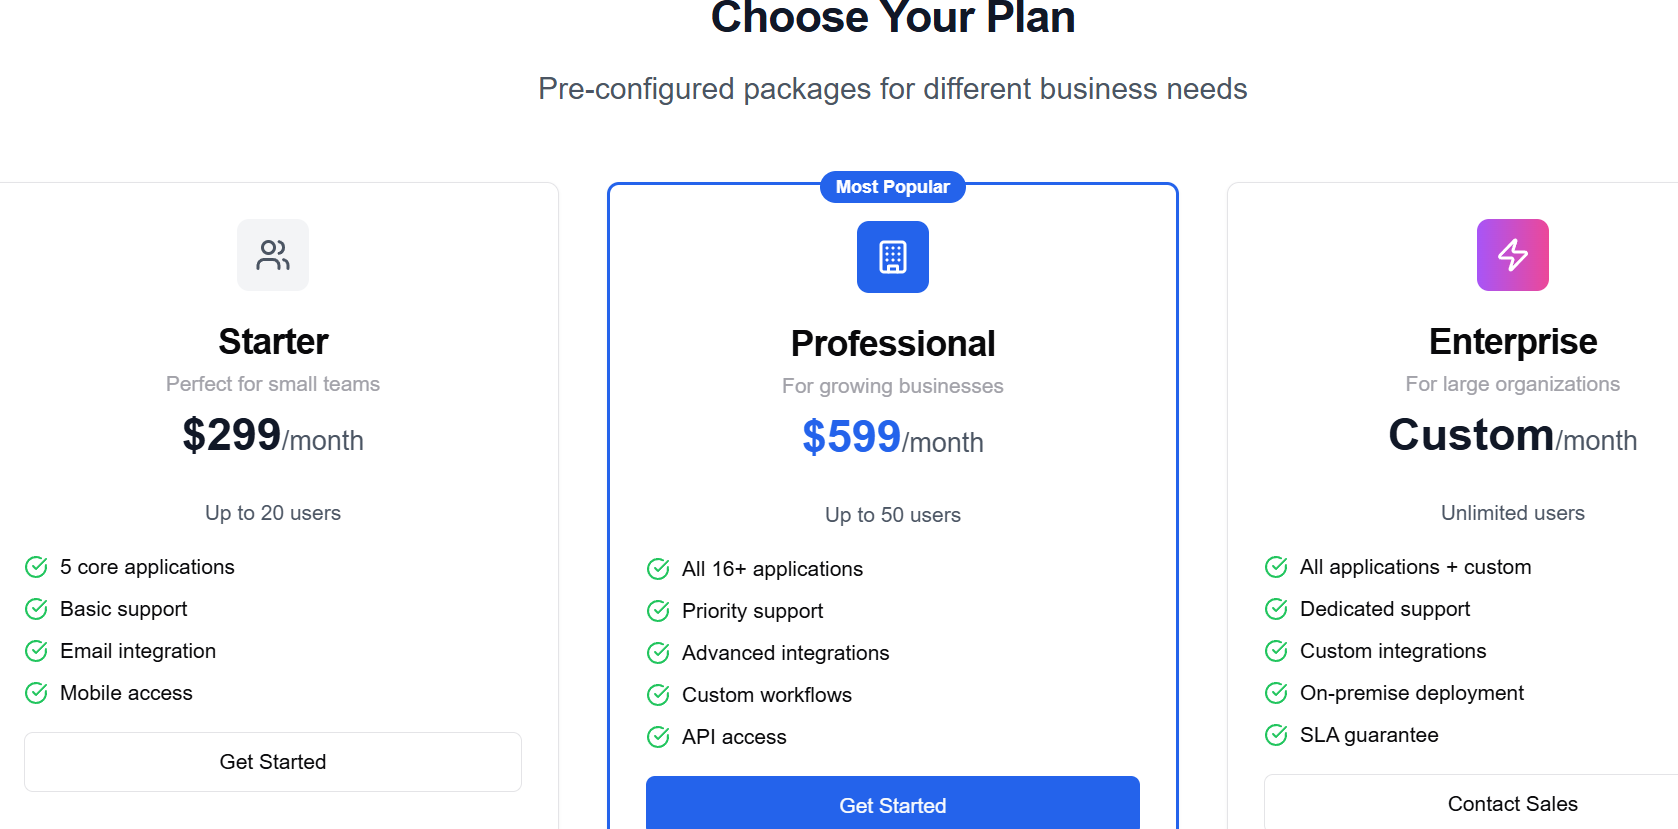 Choose Your Plan
Pre-configured packages for different business needs
Starter
Perfect for small teams
$299/month
Up to 20 users
5 core applications
Basic support
Email integration
Mobile access
Get Started
Most Popular
Professional
For growing businesses
$599/month
Up to 50 users
All 16+ applications
Priority support
Advanced integrations
Custom workflows
API access
Get Started
Enterprise
For large organizations
Custom/month
Unlimited users
All applications + custom
Dedicated support
Custom integrations
On-premise deployment
SLA guarantee
Contact Sales